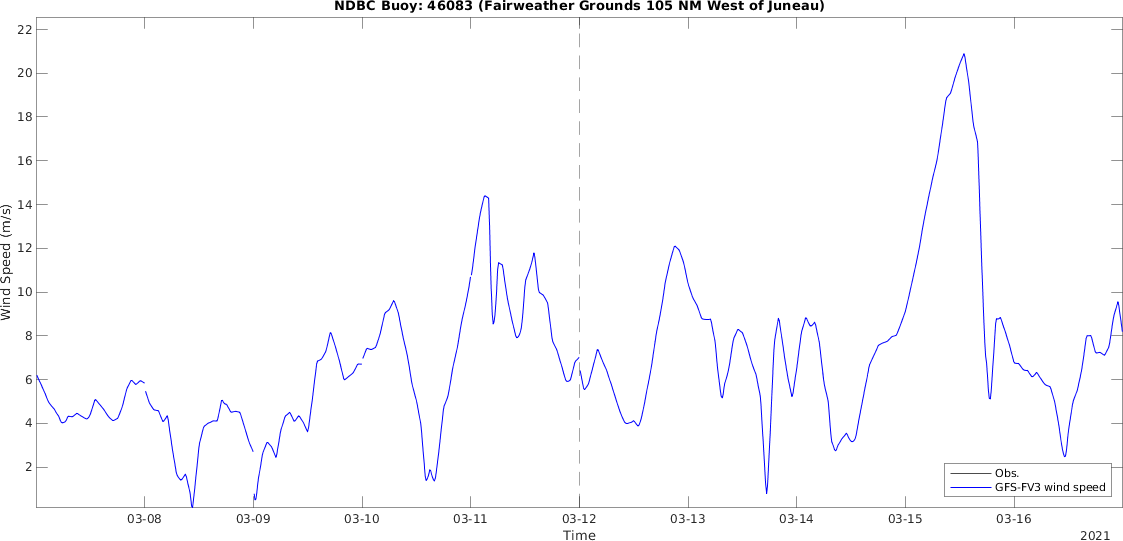 NDBC Buoy: 46083 (Fairweather Grounds 105 NM West of Juneau)
22
20
18
16
14
12
10
8
6
4
2
Wind Speed (m/s)
Obs.
GFS-FV3 wind speed
03-08 03-09 03-10 03-11 03-12 03-13 03-14 03-15 03-16
Time
2021